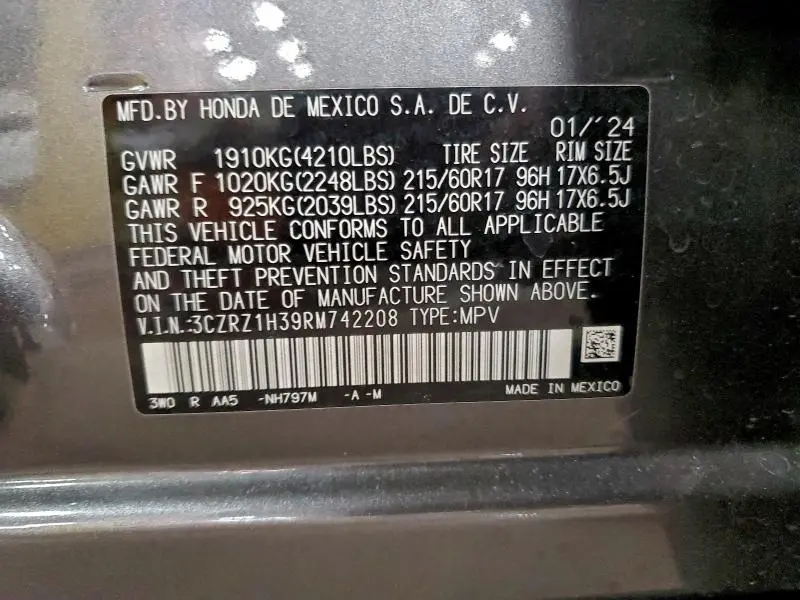 MFD.BY HONDA DE MEXICO S.A. DE C.V.
01/'24
GVWR 1910KG(4210LBS) TIRE SIZE RIM SIZE
GAWR F 1020KG(2248LBS) 215/60R17 96H 17X6.5J
GAWR R 925KG(2039LBS) 215/60R17 96H 17X6.5J
THIS VEHICLE CONFORMS TO ALL APPLICABLE
FEDERAL MOTOR VEHICLE SAFETY
AND THEFT PREVENTION STANDARDS IN EFFECT
ON THE DATE OF MANUFACTURE SHOWN ABOVE.
V.I.N.:3CZRZ1H39RM742208 TYPE:MPV
3W0 R AA5 -NH797M -A -M MADE IN MEXICO